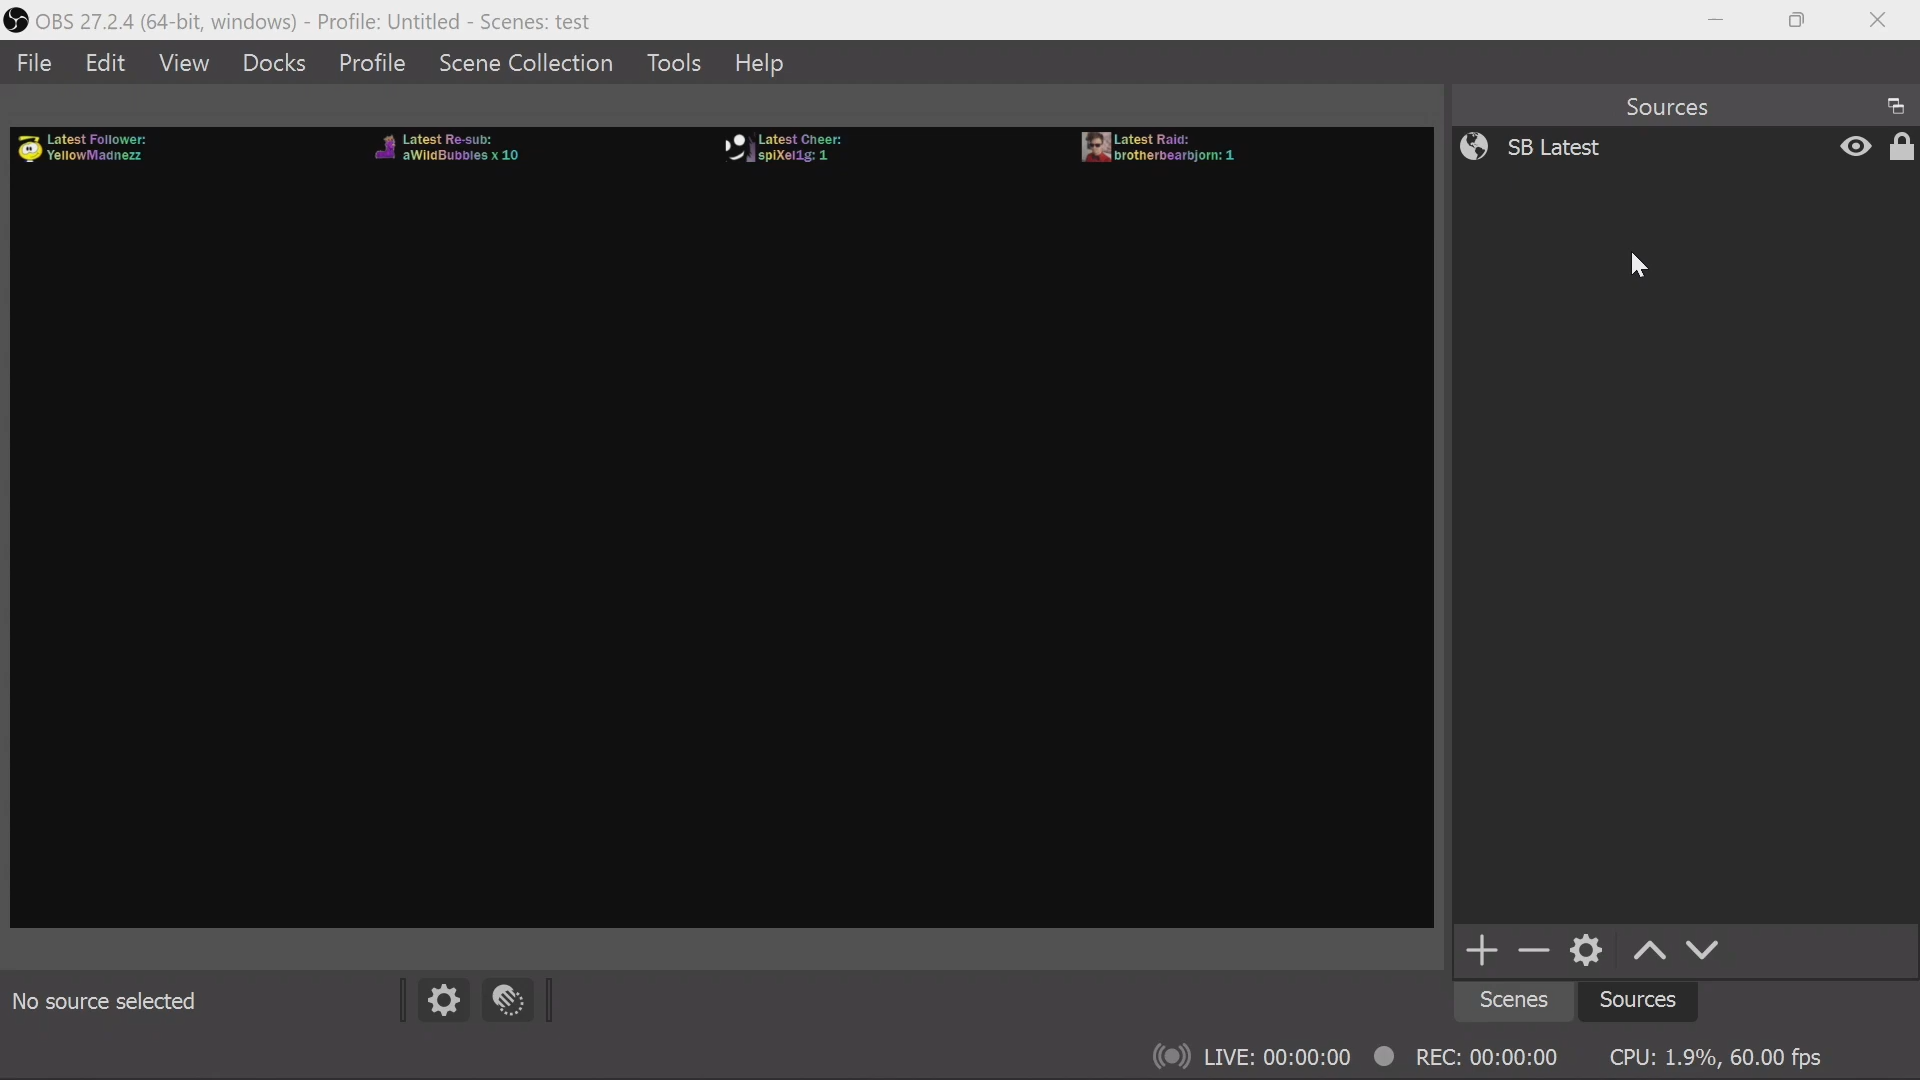 OBS 27.2.4 (64-bit, windows) - Profile: Untitled - Scenes: test
File Edit View Docks Profile Scene Collection Tools Help
Sources
Latest Follower:
YellowMadnezz
Latest Re-sub:
aWildBubbles x 10
Latest Cheer:
spiXel1g: 1
Latest Raid:
brotherbearbjorn: 1
SB Latest
No source selected
Scenes Sources
LIVE: 00:00:00 REC: 00:00:00 CPU: 1.9%, 60.00 fps